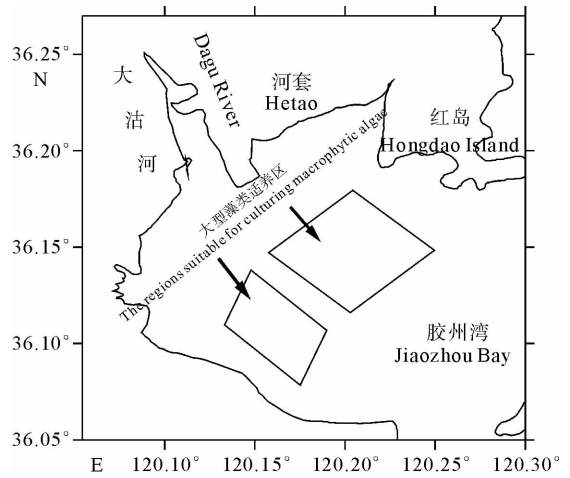 36.25°
N
36.20°
36.15°
36.10°
36.05°
大
沽
河
Dagu River
河套
Hetao
红岛
Hongdao Island
大型藻类适养区
The regions suitable for culturing macrophytic algae
胶州湾
Jiaozhou Bay
E
120.10°
120.15°
120.20°
120.25°
120.30°